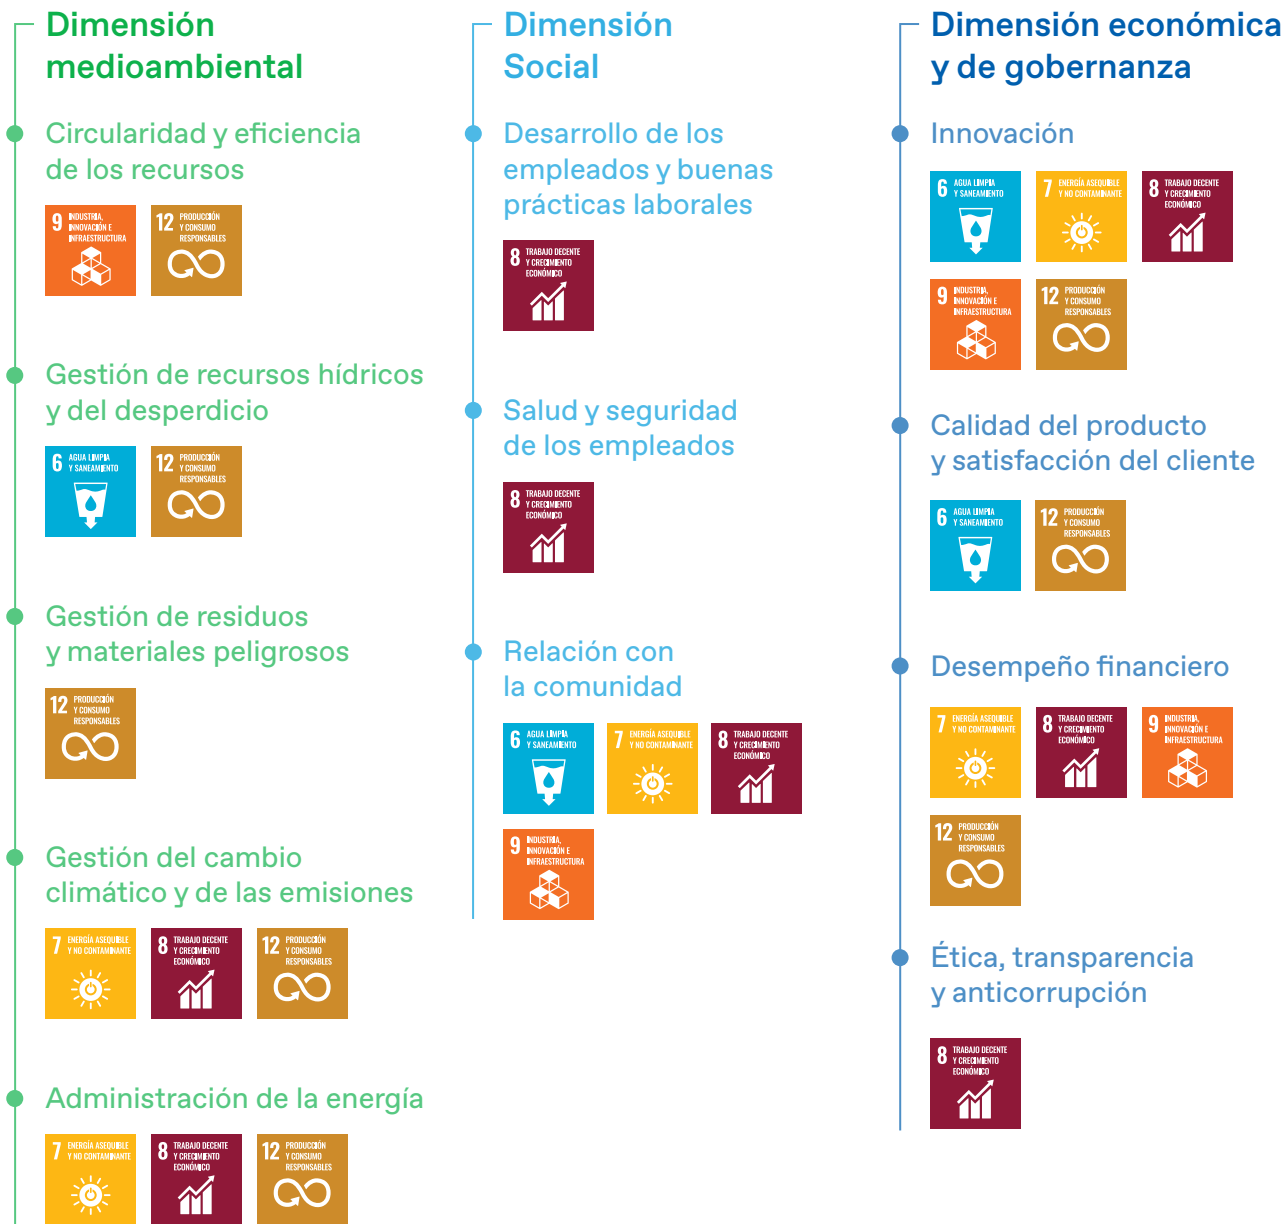 Dimensión
medioambiental
Circularidad y eficiencia
de los recursos
9 INDUSTRIA,
INNOVACIÓN E
INFRAESTRUCTURA
12 PRODUCCIÓN
Y CONSUMO
RESPONSABLES
Gestión de recursos hídricos
y del desperdicio
6 AGUA LIMPIA
Y SANEAMIENTO
12 PRODUCCIÓN
Y CONSUMO
RESPONSABLES
Gestión de residuos
y materiales peligrosos
12 PRODUCCIÓN
Y CONSUMO
RESPONSABLES
Gestión del cambio
climático y de las emisiones
7 ENERGÍA ASEQUIBLE
Y NO CONTAMINANTE
8 TRABAJO DECENTE
Y CRECIMIENTO
ECONÓMICO
12 PRODUCCIÓN
Y CONSUMO
RESPONSABLES
Administración de la energía
7 ENERGÍA ASEQUIBLE
Y NO CONTAMINANTE
8 TRABAJO DECENTE
Y CRECIMIENTO
ECONÓMICO
12 PRODUCCIÓN
Y CONSUMO
RESPONSABLES
Dimensión
Social
Desarrollo de los
empleados y buenas
prácticas laborales
8 TRABAJO DECENTE
Y CRECIMIENTO
ECONÓMICO
Salud y seguridad
de los empleados
8 TRABAJO DECENTE
Y CRECIMIENTO
ECONÓMICO
Relación con
la comunidad
6 AGUA LIMPIA
Y SANEAMIENTO
7 ENERGÍA ASEQUIBLE
Y NO CONTAMINANTE
8 TRABAJO DECENTE
Y CRECIMIENTO
ECONÓMICO
9 INDUSTRIA,
INNOVACIÓN E
INFRAESTRUCTURA
Dimensión económica
y de gobernanza
Innovación
6 AGUA LIMPIA
Y SANEAMIENTO
7 ENERGÍA ASEQUIBLE
Y NO CONTAMINANTE
8 TRABAJO DECENTE
Y CRECIMIENTO
ECONÓMICO
9 INDUSTRIA,
INNOVACIÓN E
INFRAESTRUCTURA
12 PRODUCCIÓN
Y CONSUMO
RESPONSABLES
Calidad del producto
y satisfacción del cliente
6 AGUA LIMPIA
Y SANEAMIENTO
12 PRODUCCIÓN
Y CONSUMO
RESPONSABLES
Desempeño financiero
7 ENERGÍA ASEQUIBLE
Y NO CONTAMINANTE
8 TRABAJO DECENTE
Y CRECIMIENTO
ECONÓMICO
9 INDUSTRIA,
INNOVACIÓN E
INFRAESTRUCTURA
12 PRODUCCIÓN
Y CONSUMO
RESPONSABLES
Ética, transparencia
y anticorrupción
8 TRABAJO DECENTE
Y CRECIMIENTO
ECONÓMICO